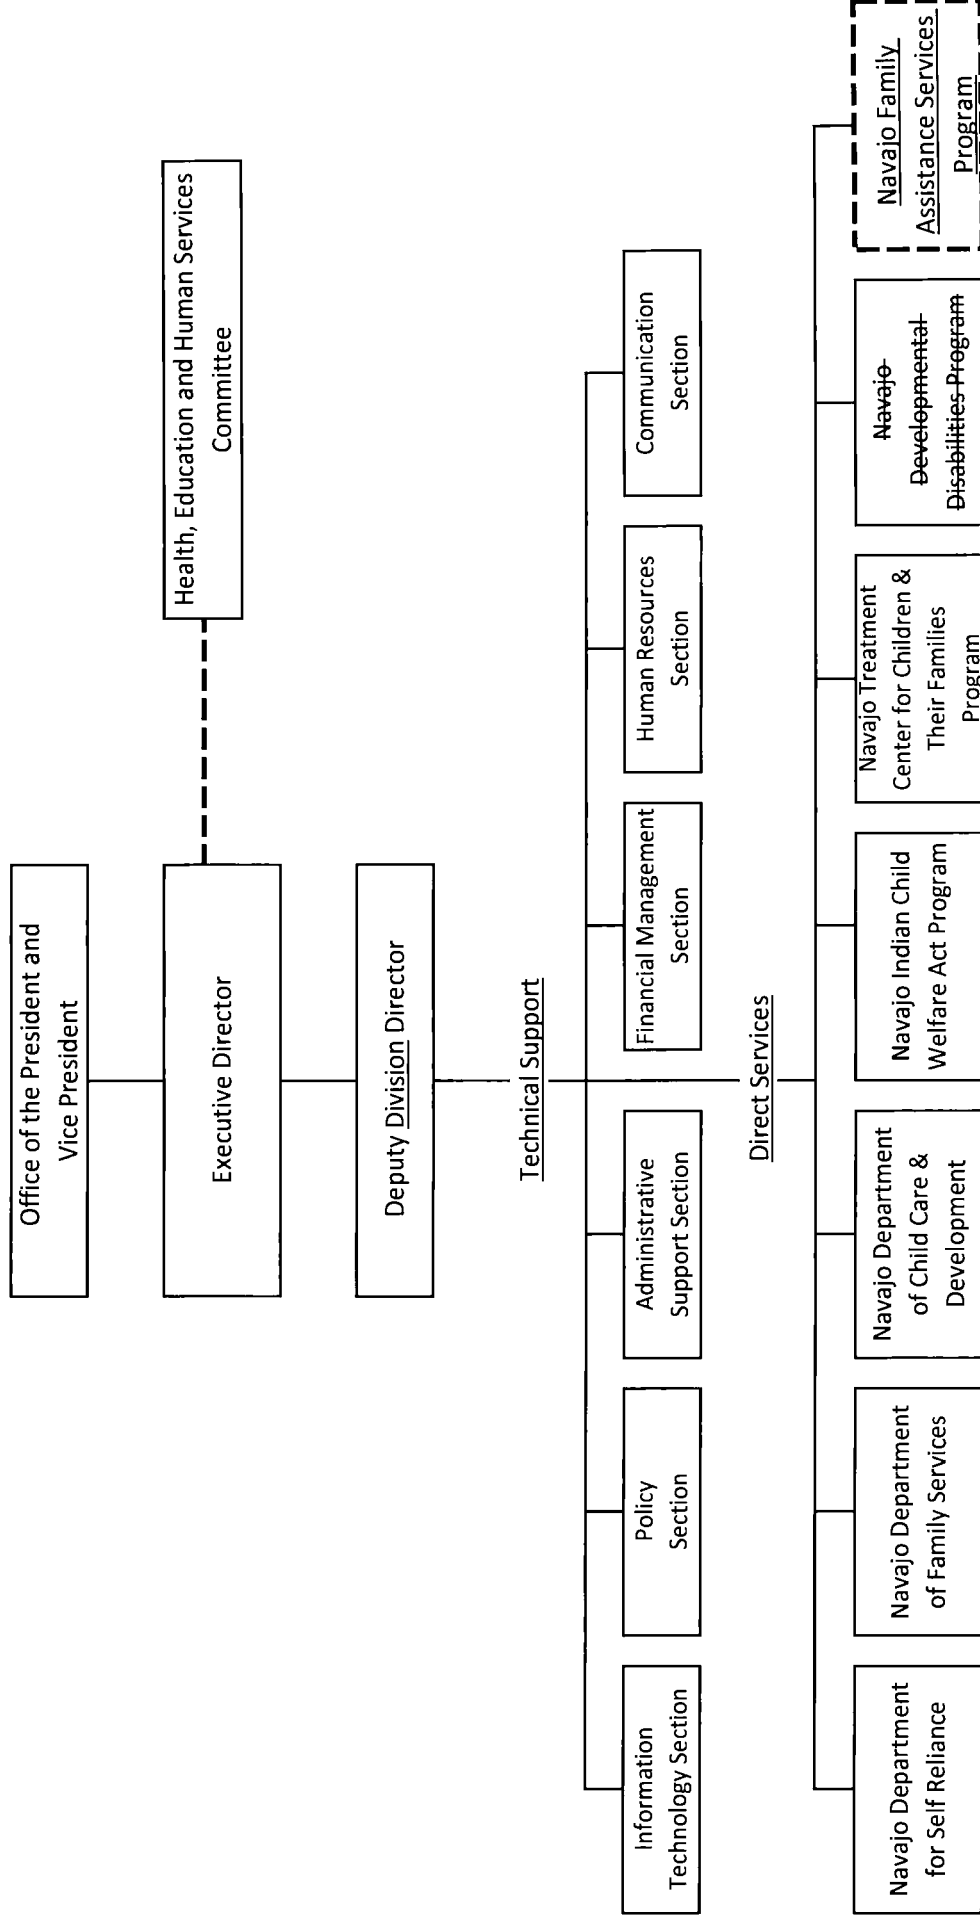 Office of the President and
Vice President
Health, Education and Human Services
Committee
Executive Director
Deputy Division Director
Technical Support
Information
Technology Section
Policy
Section
Administrative
Support Section
Financial Management
Section
Human Resources
Section
Communication
Section
Direct Services
Navajo Department
for Self Reliance
Navajo Department
of Family Services
Navajo Department
of Child Care &
Development
Navajo Indian Child
Welfare Act Program
Navajo Treatment
Center for Children &
Their Families
Program
Navajo
Developmental
Disabilities Program
Navajo Family
Assistance Services
Program